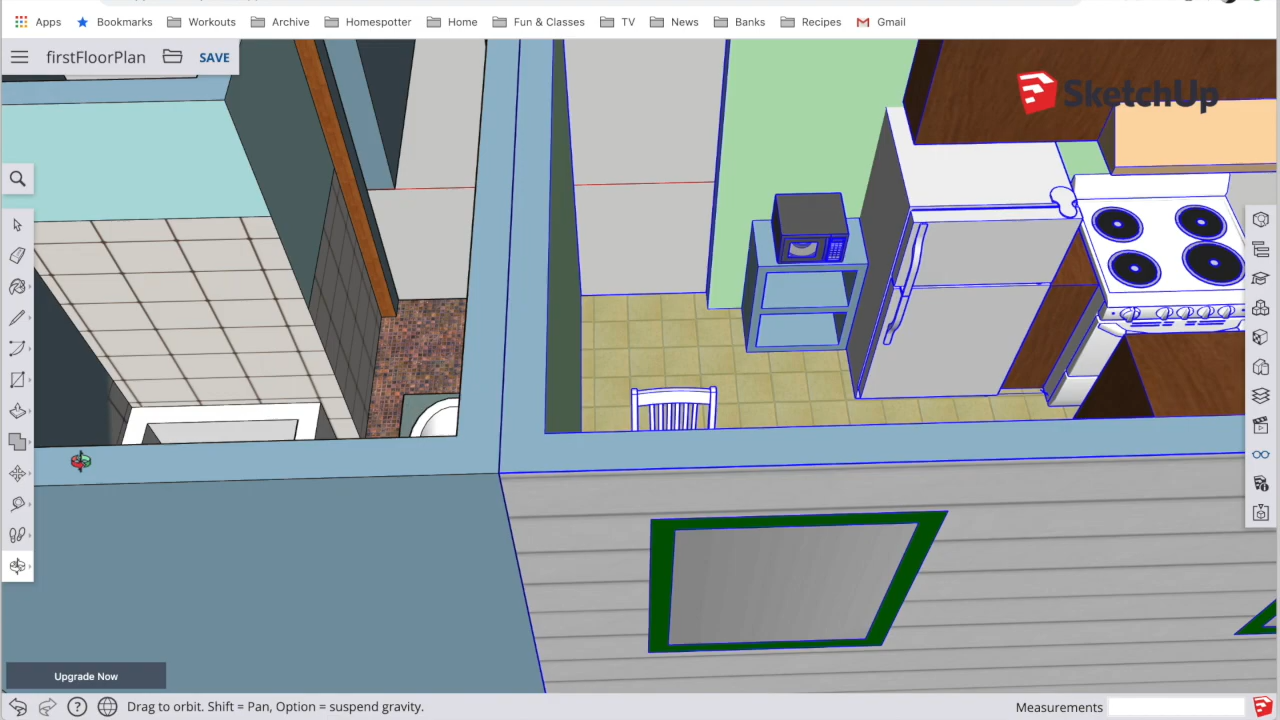 Apps Bookmarks Workouts Archive Homespotter Home Fun & Classes TV News Banks Recipes Gmail
firstFloorPlan SAVE
SketchUp
Upgrade Now
Drag to orbit. Shift = Pan, Option = suspend gravity. Measurements